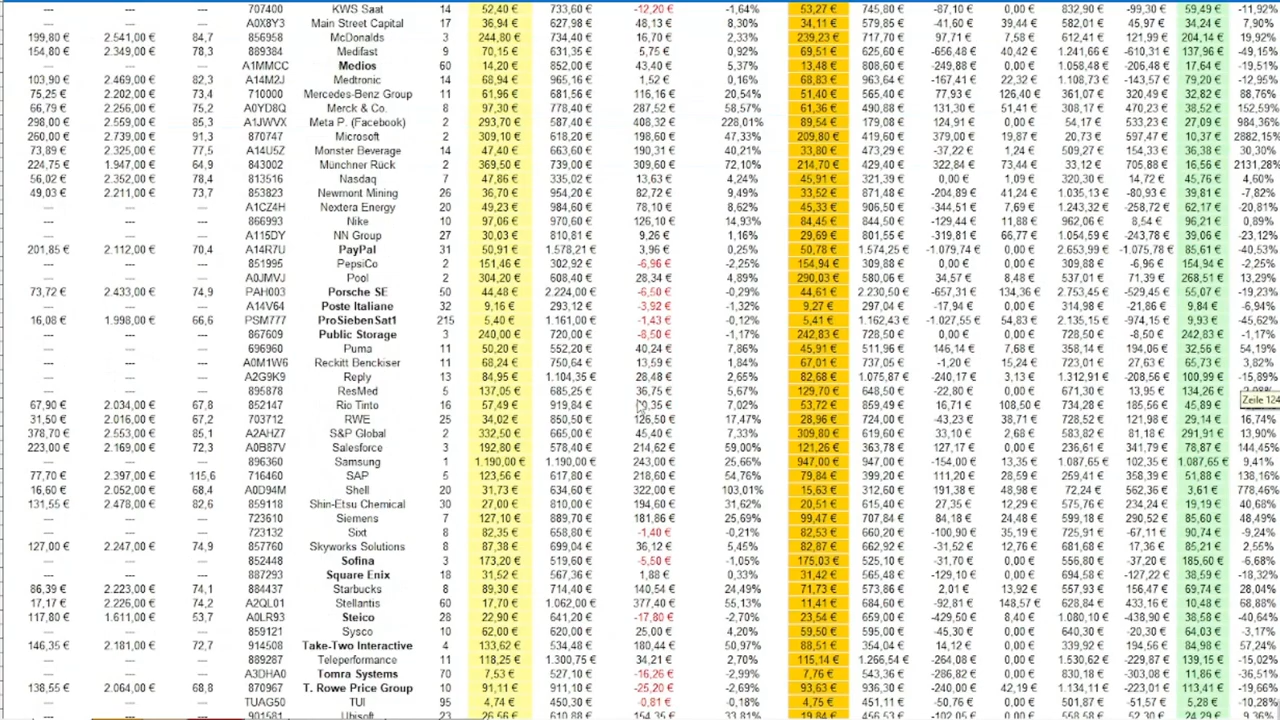 --- --- --- 707400 KWS Saat 14 52,40 € 733,60 € -12,20 € -1,64% 53,27 € 745,80 € -87,10 € 0,00 € 832,90 € -99,30 € 59,49 € -11,92%
--- --- --- A0X8Y3 Main Street Capital 17 36,94 € 627,98 € 48,13 € 8,30% 34,11 € 579,85 € -41,60 € 39,44 € 582,01 € 45,97 € 34,24 € 7,90%
199,80 € 2.541,00 € 84,7 856958 McDonalds 3 244,80 € 734,40 € 16,70 € 2,33% 239,23 € 717,70 € 97,71 € 7,58 € 612,41 € 121,99 € 204,14 € 19,92%
154,80 € 2.349,00 € 78,3 889384 Medifast 9 70,15 € 631,35 € 5,75 € 0,92% 69,51 € 625,60 € -656,48 € 40,42 € 1.241,66 € -610,31 € 137,96 € -49,15%
--- --- --- A1MMCC Medios 60 14,20 € 852,00 € 43,40 € 5,37% 13,48 € 808,60 € -249,88 € 0,00 € 1.058,48 € -206,48 € 17,64 € -19,51%
103,90 € 2.469,00 € 82,3 A14M2J Medtronic 14 68,94 € 965,16 € 1,52 € 0,16% 68,83 € 963,64 € -167,41 € 22,32 € 1.108,73 € -143,57 € 79,20 € -12,95%
75,25 € 2.202,00 € 73,4 710000 Mercedes-Benz Group 11 61,96 € 681,56 € 116,16 € 20,54% 51,40 € 565,40 € 77,93 € 126,40 € 361,07 € 320,49 € 32,82 € 88,76%
66,79 € 2.256,00 € 75,2 A0YD8Q Merck & Co. 8 97,30 € 778,40 € 287,52 € 58,57% 61,36 € 490,88 € 131,30 € 51,41 € 308,17 € 470,23 € 38,52 € 152,59%
298,00 € 2.559,00 € 85,3 A1JWVX Meta P. (Facebook) 2 293,70 € 587,40 € 408,32 € 228,01% 89,54 € 179,08 € 124,91 € 0,00 € 54,17 € 533,23 € 27,09 € 984,36%
260,00 € 2.739,00 € 91,3 870747 Microsoft 2 309,10 € 618,20 € 198,60 € 47,33% 209,80 € 419,60 € 379,00 € 19,87 € 20,73 € 597,47 € 10,37 €
73,89 € 2.325,00 € 77,5 A14U5Z Monster Beverage 14 47,40 € 663,60 € 190,31 € 40,21% 33,80 € 473,29 € -37,22 € 1,24 € 509,27 € 154,33 € 36,38 € 30,30%
224,75 € 1.947,00 € 64,9 843002 Münchner Rück 2 369,50 € 739,00 € 309,60 € 72,10% 214,70 € 429,40 € 322,84 € 73,44 € 33,12 € 705,88 € 16,56 €
56,02 € 2.352,00 € 78,4 813516 Nasdaq 7 47,86 € 335,02 € 13,63 € 4,24% 45,91 € 321,39 € 0,00 € 1,09 € 320,30 € 14,72 € 45,76 € 4,60%
49,03 € 2.211,00 € 73,7 853823 Newmont Mining 26 36,70 € 954,20 € 82,72 € 9,49% 33,52 € 871,48 € -204,89 € 41,24 € 1.035,13 € -80,93 € 39,81 € -7,82%
--- --- --- A1CZ4H Nextera Energy 20 49,23 € 984,60 € 78,10 € 8,62% 45,33 € 906,50 € -344,51 € 7,69 € 1.243,32 € -258,72 € 62,17 € -20,81%
--- --- --- 866993 Nike 10 97,06 € 970,60 € 126,10 € 14,93% 84,45 € 844,50 € -129,44 € 11,88 € 962,06 € 8,54 € 96,21 € 0,89%
--- --- --- A115DY NN Group 27 30,03 € 810,81 € 9,26 € 1,16% 29,69 € 801,55 € -319,81 € 66,77 € 1.054,59 € -243,78 € 39,06 € -23,12%
201,85 € 2.112,00 € 70,4 A14R7U PayPal 31 50,91 € 1.578,21 € 3,96 € 0,25% 50,78 € 1.574,25 € -1.079,74 € 0,00 € 2.653,99 € -1.075,78 € 85,61 € -40,53%
--- --- --- 851995 PepsiCo 2 151,46 € 302,92 € -6,96 € -2,25% 154,94 € 309,88 € 0,00 € 0,00 € 309,88 € -6,96 € 154,94 € -2,25%
--- --- --- A0JMVJ Pool 2 304,20 € 608,40 € 28,34 € 4,89% 290,03 € 580,06 € 34,57 € 8,48 € 537,01 € 71,39 € 268,51 € 13,29%
73,72 € 2.433,00 € 74,9 PAH003 Porsche SE 50 44,48 € 2.224,00 € -6,50 € -0,29% 44,61 € 2.230,50 € -657,31 € 134,36 € 2.753,45 € -529,45 € 55,07 € -19,23%
--- --- --- A14V64 Poste Italiane 32 9,16 € 293,12 € -3,92 € -1,32% 9,27 € 297,04 € -17,94 € 0,00 € 314,98 € -21,86 € 9,84 € -6,94%
16,08 € 1.998,00 € 66,6 PSM777 ProSiebenSat1 215 5,40 € 1.161,00 € -1,43 € -0,12% 5,41 € 1.162,43 € -1.027,55 € 54,83 € 2.135,15 € -974,15 € 9,93 €
--- --- --- 867609 Public Storage 3 240,00 € 720,00 € -8,50 € -1,17% 242,83 € 728,50 € 0,00 € 0,00 € 728,50 € -8,50 € 242,83 € -1,17%
--- --- --- 696960 Puma 11 50,20 € 552,20 € 40,24 € 7,86% 45,91 € 511,96 € 146,14 € 7,68 € 358,14 € 194,06 € 32,56 € 54,19%
--- --- --- A0M1W6 Reckitt Benckiser 11 68,24 € 750,64 € 13,59 € 1,84% 67,01 € 737,05 € -1,20 € 15,24 € 723,01 € 27,63 € 65,73 € 3,82%
--- --- --- A2G9K9 Reply 13 84,95 € 1.104,35 € 28,48 € 2,65% 82,68 € 1.075,87 € -240,17 € 3,13 € 1.312,91 € -208,56 € 100,99 € -15,89%
--- --- --- 895878 ResMed 5 137,05 € 685,25 € 36,75 € 5,67% 129,70 € 648,50 € -22,80 € 0,00 € 671,30 € 13,95 € 134,26 €
67,90 € 2.034,00 € 67,8 852147 Rio Tinto 16 57,49 € 919,84 € 7,02% 53,72 € 859,49 € 16,71 € 108,50 € 734,28 € 185,56 € 45,89 €
Zeile 124
31,50 € 2.016,00 € 67,2 703712 RWE 25 34,02 € 850,50 € 126,50 € 17,47% 28,96 € 724,00 € -43,23 € 38,71 € 728,52 € 121,98 € 29,14 € 16,74%
378,70 € 2.553,00 € 85,1 A2AHZ7 S&P Global 2 332,50 € 665,00 € 45,40 € 7,33% 309,80 € 619,60 € 33,10 € 2,68 € 583,82 € 81,18 € 291,91 € 13,90%
223,00 € 2.169,00 € 72,3 A0B87V Salesforce 3 192,80 € 578,40 € 214,62 € 59,00% 121,26 € 363,78 € 127,17 € 0,00 € 236,61 € 341,79 € 78,87 € 144,45%
--- --- --- 896360 Samsung 1 1.190,00 € 1.190,00 € 243,00 € 25,66% 947,00 € 947,00 € -154,00 € 13,35 € 1.087,65 € 102,35 € 1.087,65 € 9,41%
77,70 € 2.397,00 € 115,6 716460 SAP 5 123,56 € 617,80 € 218,60 € 54,76% 79,84 € 399,20 € 111,20 € 28,59 € 259,41 € 358,39 € 51,88 €
16,60 € 2.052,00 € 68,4 A0D94M Shell 20 31,73 € 634,60 € 322,00 € 103,01% 15,63 € 312,60 € 191,38 € 48,98 € 72,24 € 562,36 € 3,61 €
131,55 € 2.478,00 € 82,6 859118 Shin-Etsu Chemical 30 27,00 € 810,00 € 194,60 € 31,62% 20,51 € 615,40 € 27,35 € 12,29 € 575,76 € 234,24 € 19,19 € 40,68%
--- --- --- 723610 Siemens 7 127,10 € 889,70 € 181,86 € 25,69% 99,47 € 707,84 € 84,18 € 24,48 € 599,18 € 290,52 € 85,60 € 48,49%
--- --- --- 723132 Sixt 8 82,35 € 658,80 € -1,40 € -0,21% 82,53 € 660,20 € -100,90 € 35,19 € 725,91 € -67,11 € 90,74 € -9,24%
127,00 € 2.247,00 € 74,9 857760 Skyworks Solutions 8 87,38 € 699,04 € 36,12 € 5,45% 82,87 € 662,92 € -31,52 € 12,76 € 681,68 € 17,36 € 85,21 € 2,55%
--- --- --- 852448 Sofina 3 173,20 € 519,60 € -5,50 € -1,05% 175,03 € 525,10 € -31,70 € 0,00 € 556,80 € -37,20 € 185,60 € -6,68%
--- --- --- 887293 Square Enix 18 31,52 € 567,36 € 1,88 € 0,33% 31,42 € 565,48 € -129,10 € 0,00 € 694,58 € -127,22 € 38,59 € -18,32%
86,39 € 2.223,00 € 74,1 884437 Starbucks 8 89,30 € 714,40 € 140,54 € 24,49% 71,73 € 573,86 € 2,01 € 13,92 € 557,93 € 156,47 € 69,74 € 28,04%
17,17 € 2.226,00 € 74,2 A2QL01 Stellantis 60 17,70 € 1.062,00 € 377,40 € 55,13% 11,41 € 684,60 € -92,81 € 148,57 € 628,84 € 433,16 € 10,48 € 68,88%
117,80 € 1.611,00 € 53,7 A0LR93 Steico 28 22,90 € 641,20 € -17,80 € -2,70% 23,54 € 659,00 € -429,50 € 8,40 € 1.080,10 € -438,90 € 38,58 € -40,64%
--- --- --- 859121 Sysco 10 62,00 € 620,00 € 25,00 € 4,20% 59,50 € 595,00 € -45,30 € 0,00 € 640,30 € -20,30 € 64,03 € -3,17%
146,35 € 2.181,00 € 72,7 914508 Take-Two Interactive 4 133,62 € 534,48 € 180,44 € 50,97% 88,51 € 354,04 € 14,12 € 0,00 € 339,92 € 194,56 € 84,98 € 57,24%
--- --- --- 889287 Teleperformance 11 118,25 € 1.300,75 € 34,21 € 2,70% 115,14 € 1.266,54 € -264,08 € 0,00 € 1.530,62 € -229,87 € 139,15 €
--- --- --- A3DHA0 Tomra Systems 70 7,53 € 527,10 € -16,26 € -2,99% 7,76 € 543,36 € -286,82 € 0,00 € 830,18 € -303,08 € 11,86 €
138,55 € 2.064,00 € 68,8 870967 T. Rowe Price Group 10 91,11 € 911,10 € -25,20 € -2,69% 93,63 € 936,30 € -240,00 € 42,19 € 1.134,11 € -223,01 € 113,41 €
--- --- --- TUAG50 TUI 95 4,74 € 450,30 € -0,81 € -0,18% 4,75 € 451,11 € -50,76 € 0,00 € 501,87 € -51,57 € 5,28 € -10,28%
901581 Ubisoft 23